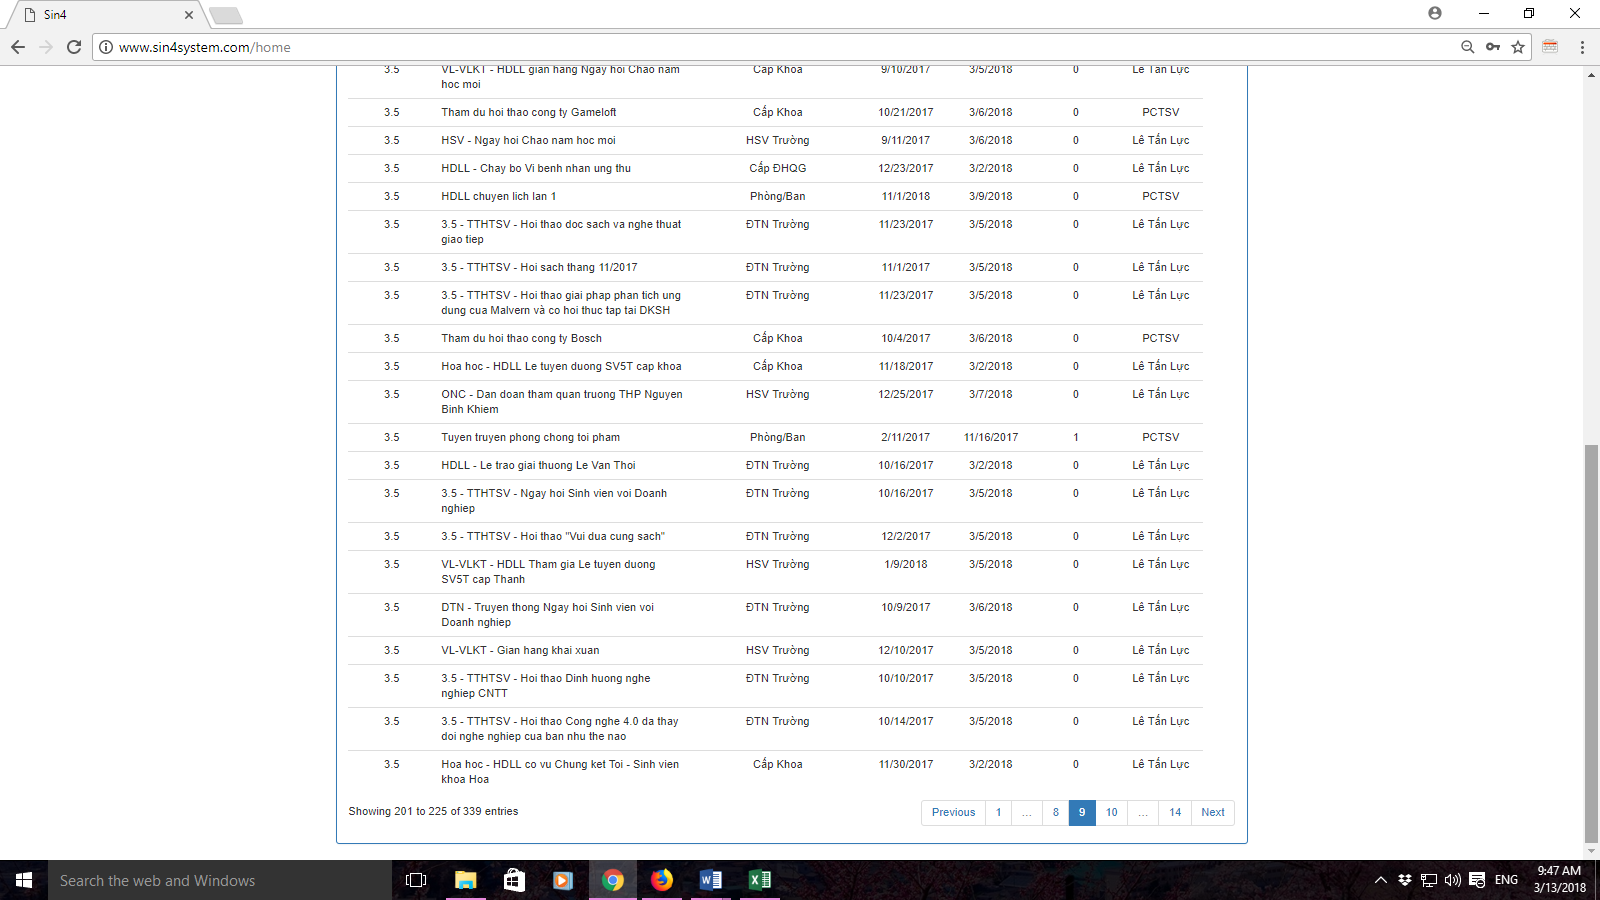 Sin4
www.sin4system.com/home
3.5 VL-VLKT - HDLL gian hang Ngay hoi Chao nam Cấp Khoa 9/10/2017 3/5/2018 0 Lê Tấn Lực
hoc moi
3.5 Tham du hoi thao cong ty Gameloft Cấp Khoa 10/21/2017 3/6/2018 0 PCTSV
3.5 HSV - Ngay hoi Chao nam hoc moi HSV Trường 9/11/2017 3/6/2018 0 Lê Tấn Lực
3.5 HDLL - Chay bo Vi benh nhan ung thu Cấp ĐHQG 12/23/2017 3/2/2018 0 Lê Tấn Lực
3.5 HDLL chuyen lich lan 1 Phòng/Ban 11/1/2018 3/9/2018 0 PCTSV
3.5 3.5 - TTHTSV - Hoi thao doc sach va nghe thuat ĐTN Trường 11/23/2017 3/5/2018 0 Lê Tấn Lực
giao tiep
3.5 3.5 - TTHTSV - Hoi sach thang 11/2017 ĐTN Trường 11/1/2017 3/5/2018 0 Lê Tấn Lực
3.5 3.5 - TTHTSV - Hoi thao giai phap phan tich ung ĐTN Trường 11/23/2017 3/5/2018 0 Lê Tấn Lực
dung cua Malvern và co hoi thuc tap tai DKSH
3.5 Tham du hoi thao cong ty Bosch Cấp Khoa 10/4/2017 3/6/2018 0 PCTSV
3.5 Hoa hoc - HDLL Le tuyen duong SV5T cap khoa Cấp Khoa 11/18/2017 3/2/2018 0 Lê Tấn Lực
3.5 ONC - Dan doan tham quan truong THP Nguyen HSV Trường 12/25/2017 3/7/2018 0 Lê Tấn Lực
Binh Khiem
3.5 Tuyen truyen phong chong toi pham Phòng/Ban 2/11/2017 11/16/2017 1 PCTSV
3.5 HDLL - Le trao giai thuong Le Van Thoi ĐTN Trường 10/16/2017 3/2/2018 0 Lê Tấn Lực
3.5 3.5 - TTHTSV - Ngay hoi Sinh vien voi Doanh ĐTN Trường 10/16/2017 3/5/2018 0 Lê Tấn Lực
nghiep
3.5 3.5 - TTHTSV - Hoi thao "Vui dua cung sach" ĐTN Trường 12/2/2017 3/5/2018 0 Lê Tấn Lực
3.5 VL-VLKT - HDLL Tham gia Le tuyen duong HSV Trường 1/9/2018 3/5/2018 0 Lê Tấn Lực
SV5T cap Thanh
3.5 DTN - Truyen thong Ngay hoi Sinh vien voi ĐTN Trường 10/9/2017 3/6/2018 0 Lê Tấn Lực
Doanh nghiep
3.5 VL-VLKT - Gian hang khai xuan HSV Trường 12/10/2017 3/5/2018 0 Lê Tấn Lực
3.5 3.5 - TTHTSV - Hoi thao Dinh huong nghe ĐTN Trường 10/10/2017 3/5/2018 0 Lê Tấn Lực
nghiep CNTT
3.5 3.5 - TTHTSV - Hoi thao Cong nghe 4.0 da thay ĐTN Trường 10/14/2017 3/5/2018 0 Lê Tấn Lực
doi nghe nghiep cua ban nhu the nao
3.5 Hoa hoc - HDLL co vu Chung ket Toi - Sinh vien Cấp Khoa 11/30/2017 3/2/2018 0 Lê Tấn Lực
khoa Hoa
Showing 201 to 225 of 339 entries Previous 1 ... 8 9 10 ... 14 Next
Search the web and Windows ENG 9:47 AM
3/13/2018